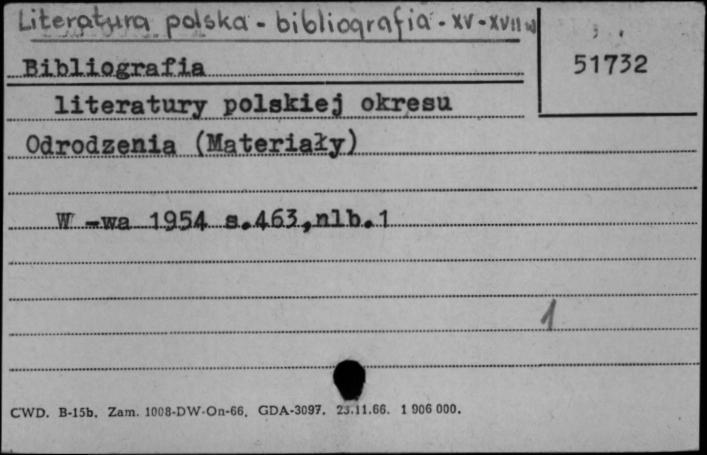 Literatura polska - bibliografia - XV-XVII w
51732
Bibliografia
literatury polskiej okresu
Odrodzenia (Materiały)
W -wa 1954 s.463,nlb.1
1
CWD. B-15b. Zam. 1008-DW-On-66. GDA-3097. 23.11.66. 1 906 000.